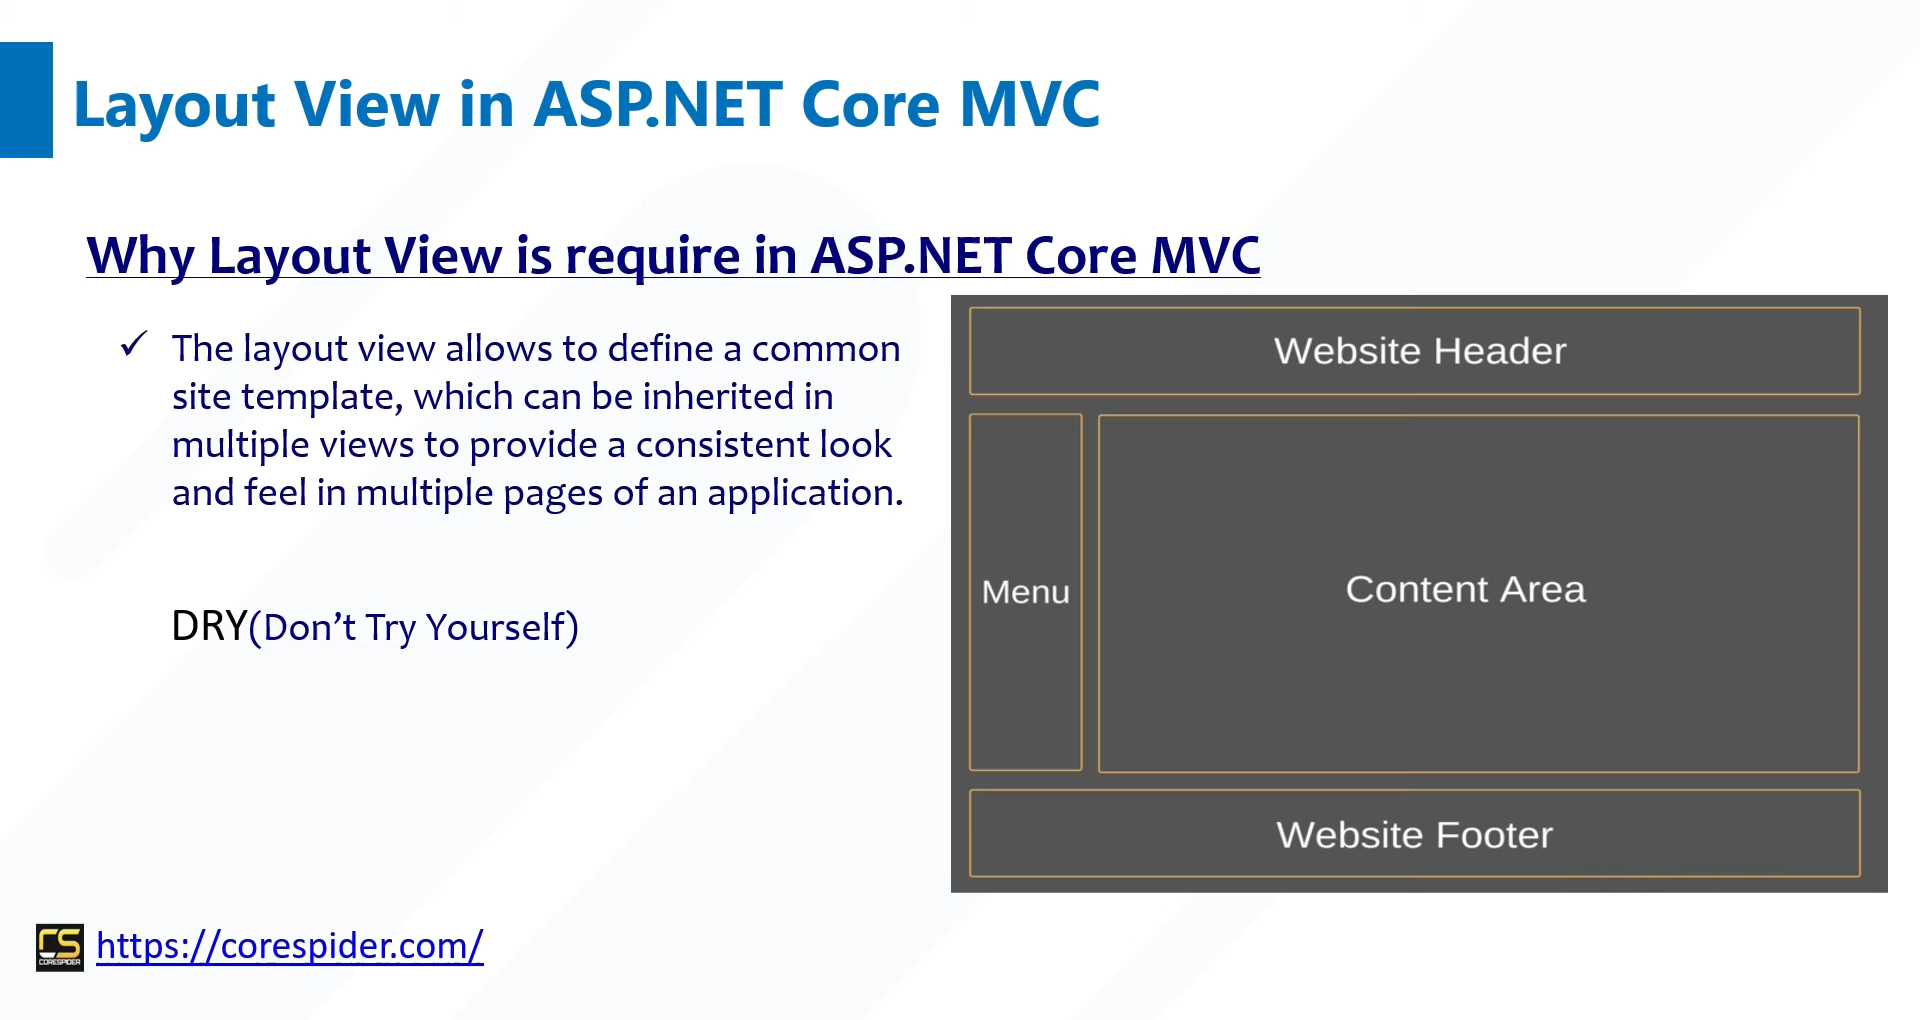 Layout View in ASP.NET Core MVC
Why Layout View is require in ASP.NET Core MVC
✓ The layout view allows to define a common
site template, which can be inherited in
multiple views to provide a consistent look
and feel in multiple pages of an application.
DRY(Don’t Try Yourself)
Website Header
Menu
Content Area
Website Footer
CS
CORESPIDER
https://corespider.com/